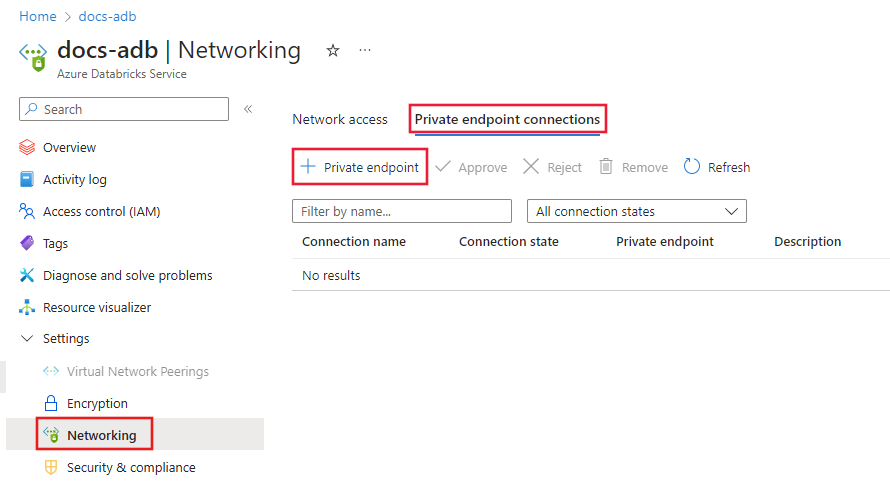 Home > docs-adb
docs-adb | Networking
Azure Databricks Service
Search
Overview
Activity log
Access control (IAM)
Tags
Diagnose and solve problems
Resource visualizer
Settings
Virtual Network Peerings
Encryption
Networking
Security & compliance
Network access Private endpoint connections
Private endpoint Approve Reject Remove Refresh
Filter by name... All connection states
Connection name Connection state Private endpoint Description
No results